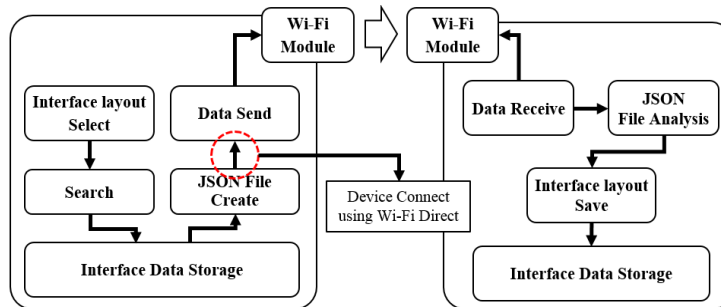 Wi-Fi
Module
Wi-Fi
Module
Interface layout
Select
Data Send
Data Receive
JSON
File Analysis
Search
JSON File
Create
Device Connect
using Wi-Fi Direct
Interface layout
Save
Interface Data Storage
Interface Data Storage